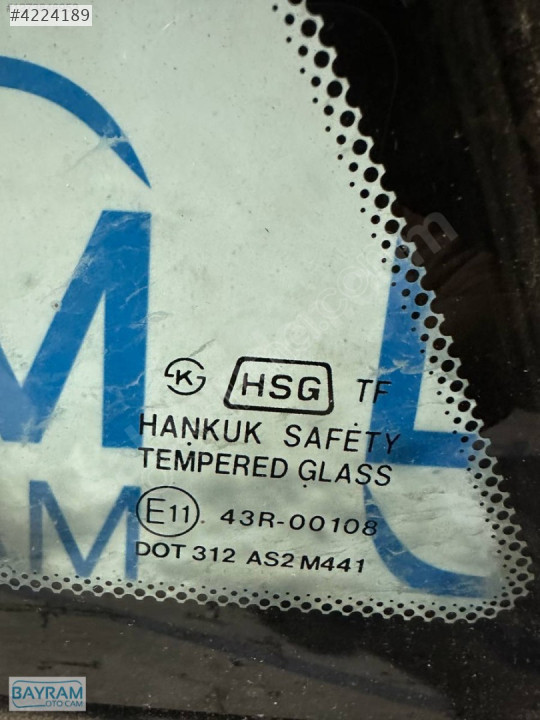 #4224189
K HSG TF
HANKUK SAFETY
TEMPERED GLASS
E11 43R-00108
DOT 312 AS2 M441
BAYRAM
OTO CAM